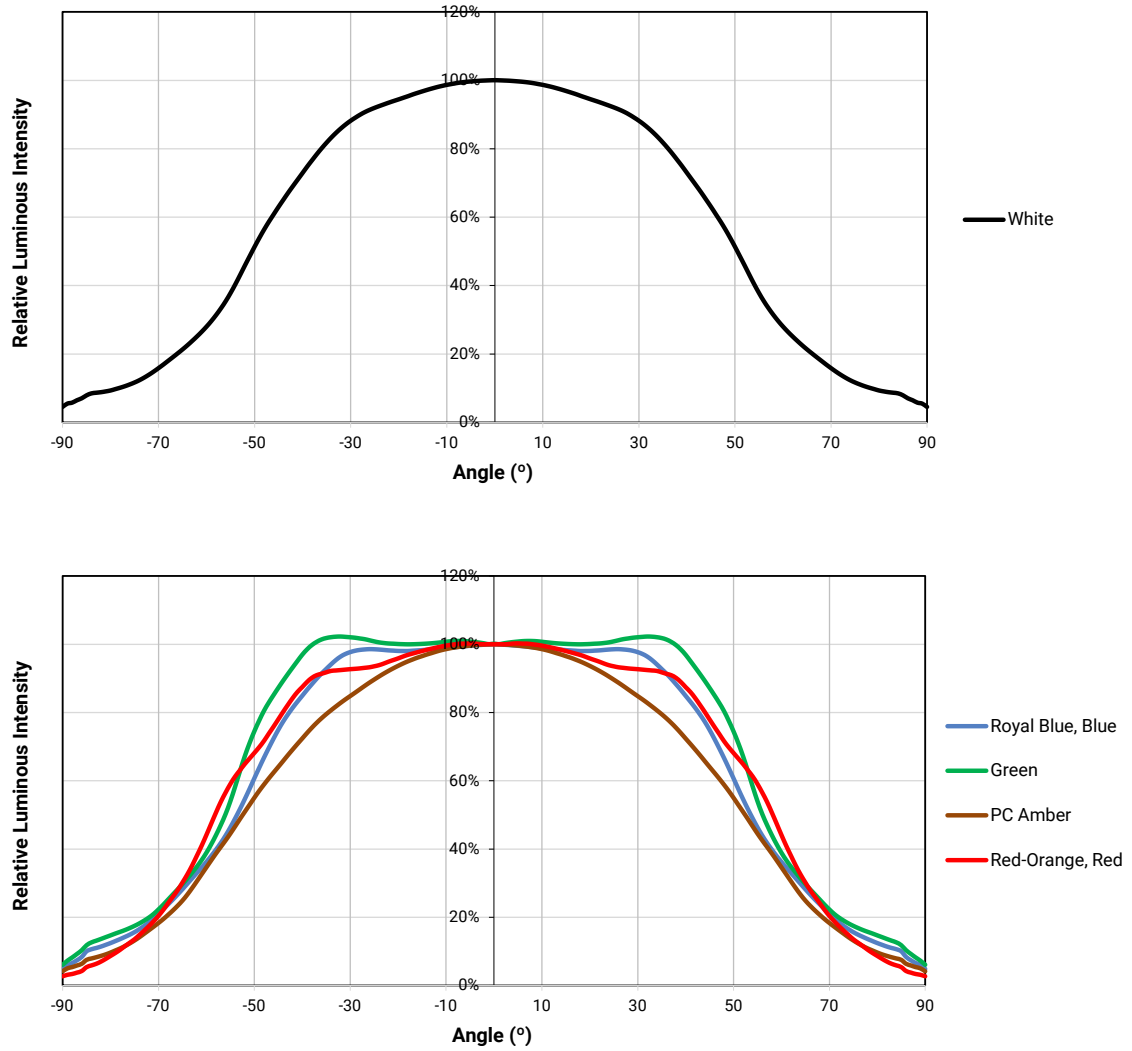 120%
100%
80%
60%
40%
20%
0%
-90 -70 -50 -30 -10 10 30 50 70 90
Relative Luminous Intensity
Angle (º)
White
120%
100%
80%
60%
40%
20%
0%
-90 -70 -50 -30 -10 10 30 50 70 90
Relative Luminous Intensity
Angle (º)
Royal Blue, Blue
Green
PC Amber
Red-Orange, Red